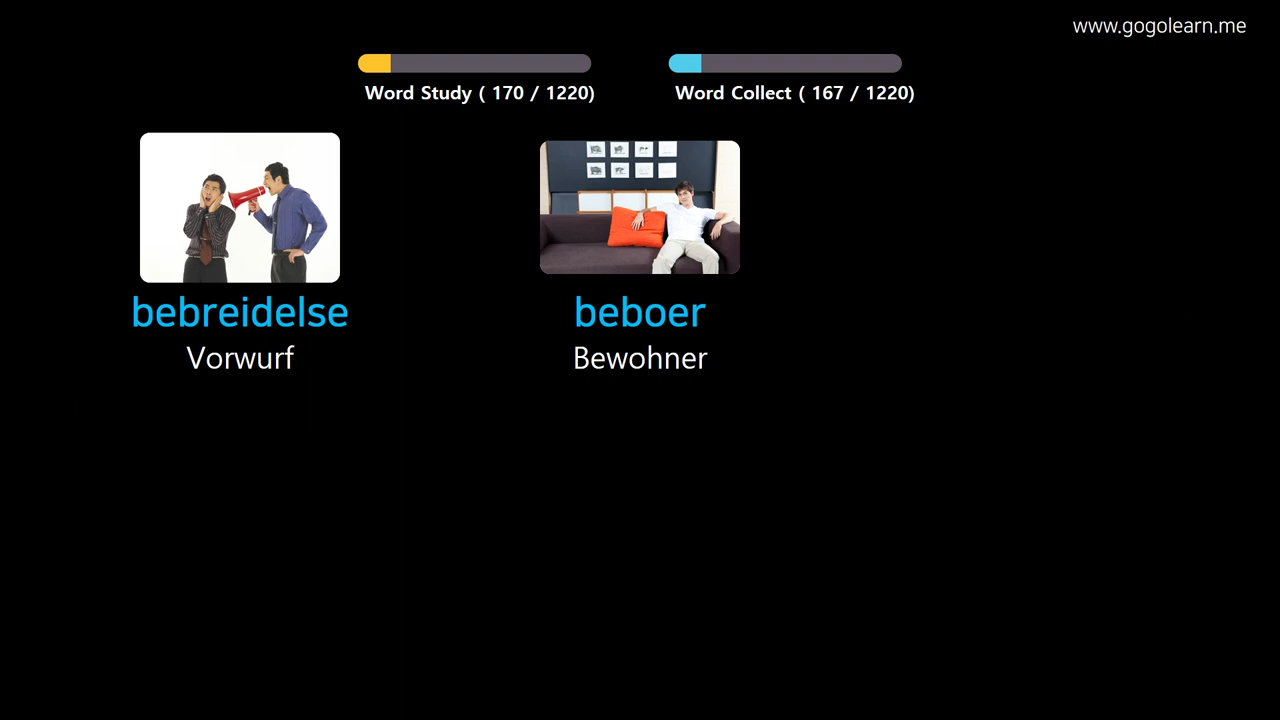 www.gogolearn.me
Word Study ( 170 / 1220)
Word Collect ( 167 / 1220)
bebreidelse
Vorwurf
beboer
Bewohner